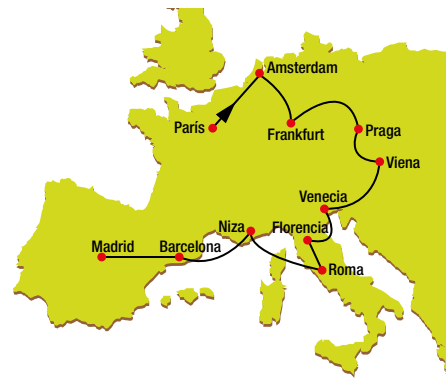 Amsterdam
París
Frankfurt
Praga
Viena
Venecia
Niza
Florencia
Madrid
Barcelona
Roma